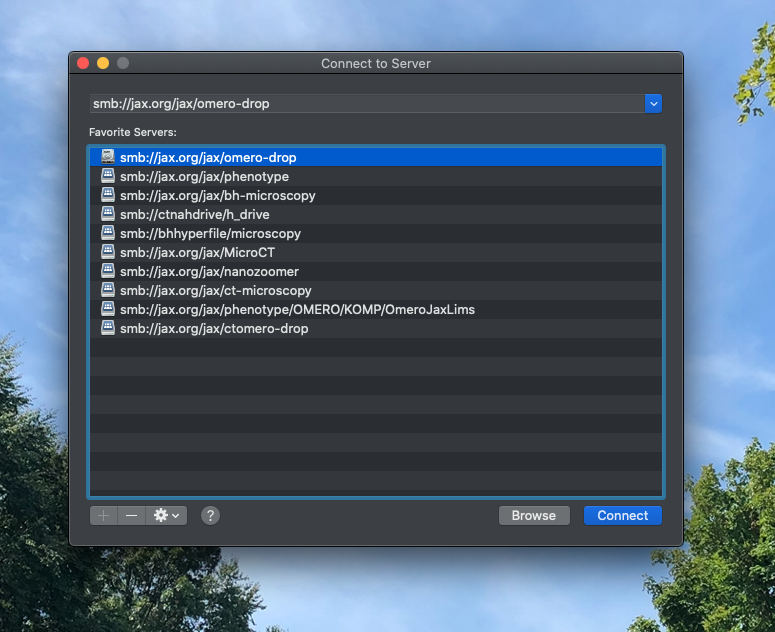 Connect to Server
smb://jax.org/jax/omero-drop
Favorite Servers:
smb://jax.org/jax/omero-drop
smb://jax.org/jax/phenotype
smb://jax.org/jax/bh-microscopy
smb://ctnahdrive/h_drive
smb://bhhyperfile/microscopy
smb://jax.org/jax/MicroCT
smb://jax.org/jax/nanozoomer
smb://jax.org/jax/ct-microscopy
smb://jax.org/jax/phenotype/OMERO/KOMP/OmeroJaxLims
smb://jax.org/jax/ctomero-drop
? Browse Connect